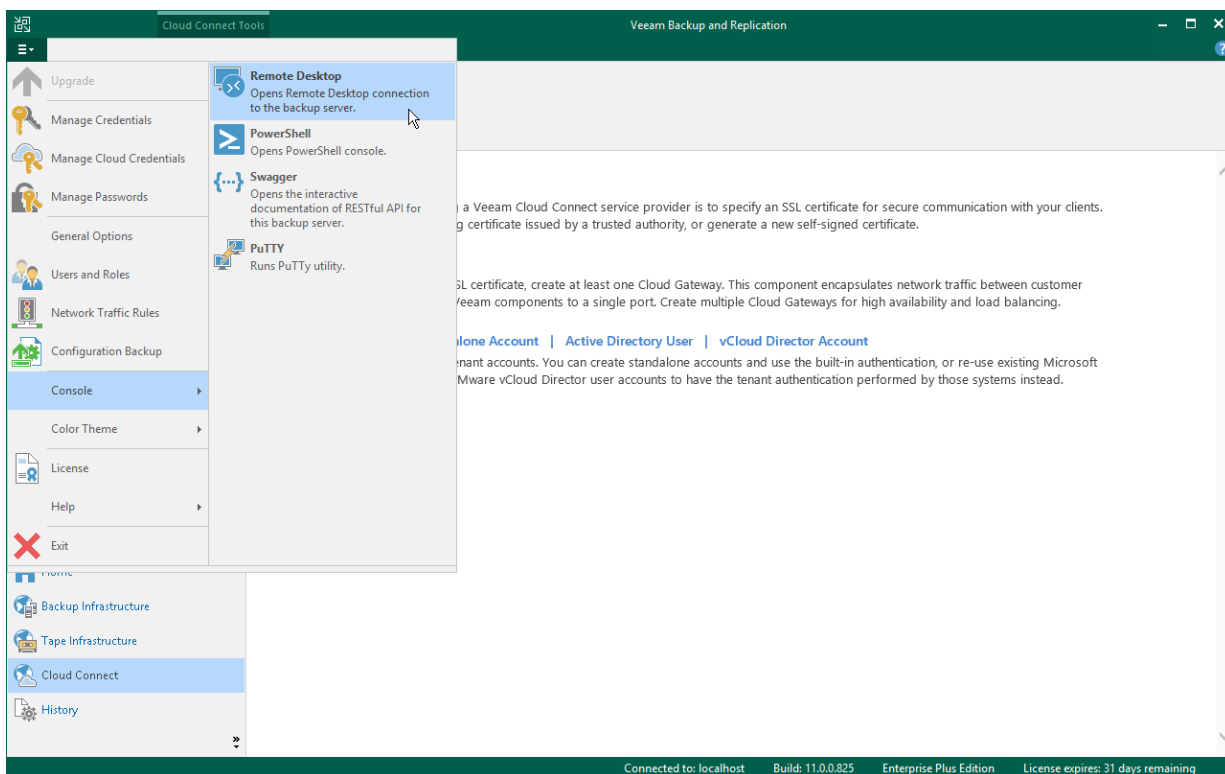 Cloud Connect Tools
Veeam Backup and Replication
Upgrade
Manage Credentials
Manage Cloud Credentials
Manage Passwords
General Options
Users and Roles
Network Traffic Rules
Configuration Backup
Console
Color Theme
License
Help
Exit
Remote Desktop
Opens Remote Desktop connection
to the backup server.
PowerShell
Opens PowerShell console.
Swagger
Opens the interactive
documentation of RESTful API for
this backup server.
PuTTY
Runs PuTTy utility.
a Veeam Cloud Connect service provider is to specify an SSL certificate for secure communication with your clients.
certificate issued by a trusted authority, or generate a new self-signed certificate.
certificate, create at least one Cloud Gateway. This component encapsulates network traffic between customer
Veeam components to a single port. Create multiple Cloud Gateways for high availability and load balancing.
Account | Active Directory User | vCloud Director Account
accounts. You can create standalone accounts and use the built-in authentication, or re-use existing Microsoft
vCloud Director user accounts to have the tenant authentication performed by those systems instead.
Home
Backup Infrastructure
Tape Infrastructure
Cloud Connect
History
Connected to: localhost Build: 11.0.0.825 Enterprise Plus Edition License expires: 31 days remaining